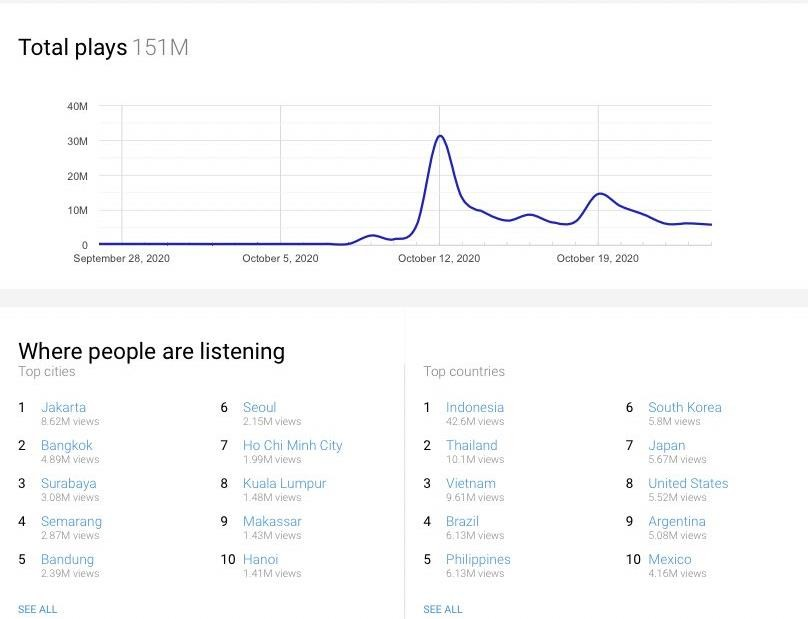 Total plays 151M
40M
30M
20M
10M
0
September 28, 2020 October 5, 2020 October 12, 2020 October 19, 2020
Where people are listening
Top cities
1 Jakarta
8.62M views
2 Bangkok
4.89M views
3 Surabaya
3.08M views
4 Semarang
2.87M views
5 Bandung
2.39M views
6 Seoul
2.15M views
7 Ho Chi Minh City
1.99M views
8 Kuala Lumpur
1.48M views
9 Makassar
1.43M views
10 Hanoi
1.41M views
SEE ALL
Top countries
1 Indonesia
42.6M views
2 Thailand
10.1M views
3 Vietnam
9.61M views
4 Brazil
6.13M views
5 Philippines
6.13M views
6 South Korea
5.8M views
7 Japan
5.67M views
8 United States
5.52M views
9 Argentina
5.08M views
10 Mexico
4.16M views
SEE ALL